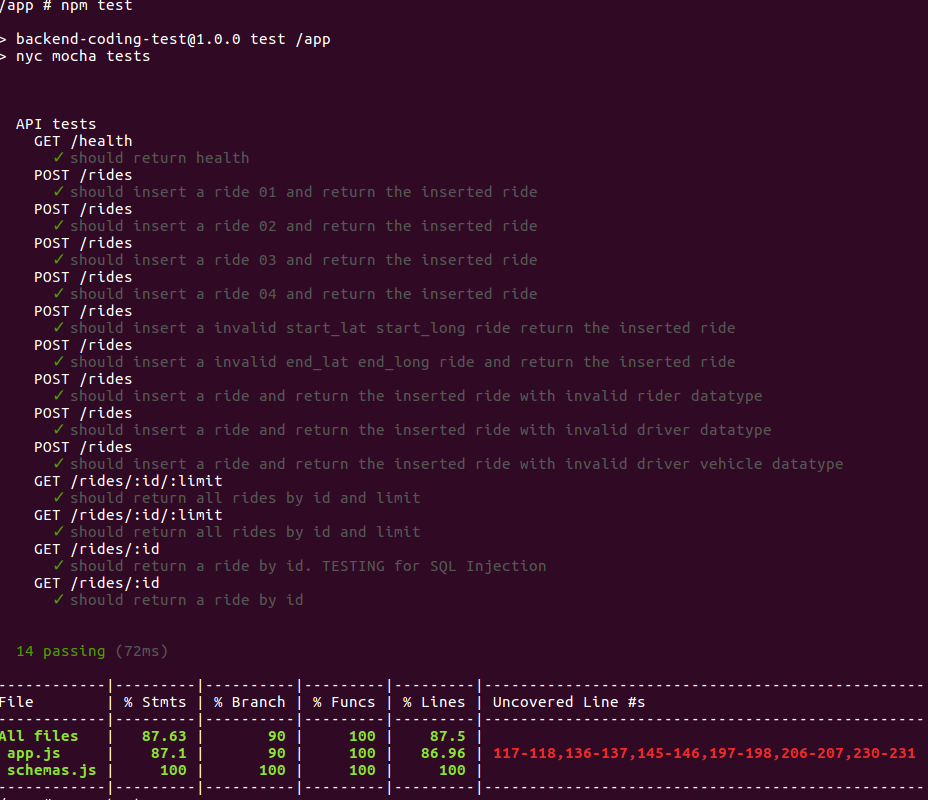 /app # npm test
> backend-coding-test@1.0.0 test /app
> nyc mocha tests
API tests
GET /health
✓ should return health
POST /rides
✓ should insert a ride 01 and return the inserted ride
POST /rides
✓ should insert a ride 02 and return the inserted ride
POST /rides
✓ should insert a ride 03 and return the inserted ride
POST /rides
✓ should insert a ride 04 and return the inserted ride
POST /rides
✓ should insert a invalid start_lat start_long ride return the inserted ride
POST /rides
✓ should insert a invalid end_lat end_long ride and return the inserted ride
POST /rides
✓ should insert a ride and return the inserted ride with invalid rider datatype
POST /rides
✓ should insert a ride and return the inserted ride with invalid driver datatype
POST /rides
✓ should insert a ride and return the inserted ride with invalid driver vehicle datatype
GET /rides/:id/:limit
✓ should return all rides by id and limit
GET /rides/:id/:limit
✓ should return all rides by id and limit
GET /rides/:id
✓ should return a ride by id. TESTING for SQL Injection
GET /rides/:id
✓ should return a ride by id
14 passing (72ms)
------------|---------|----------|---------|---------|-------------------------------------------------
File | % Stmts | % Branch | % Funcs | % Lines | Uncovered Line #s
------------|---------|----------|---------|---------|-------------------------------------------------
All files | 87.63 | 90 | 100 | 87.5 |
app.js | 87.1 | 90 | 100 | 86.96 | 117-118,136-137,145-146,197-198,206-207,230-231
schemas.js | 100 | 100 | 100 | 100 |
------------|---------|----------|---------|---------|-------------------------------------------------